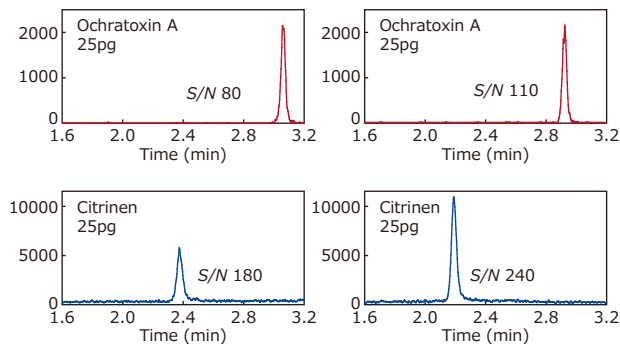 Ochratoxin A
25pg
S/N 80
2000
1000
0
1.6 2.0 2.4 2.8 3.2
Time (min)
Ochratoxin A
25pg
S/N 110
2000
1000
0
1.6 2.0 2.4 2.8 3.2
Time (min)
Citrinen
25pg
S/N 180
10000
5000
0
1.6 2.0 2.4 2.8 3.2
Time (min)
Citrinen
25pg
S/N 240
10000
5000
0
1.6 2.0 2.4 2.8 3.2
Time (min)